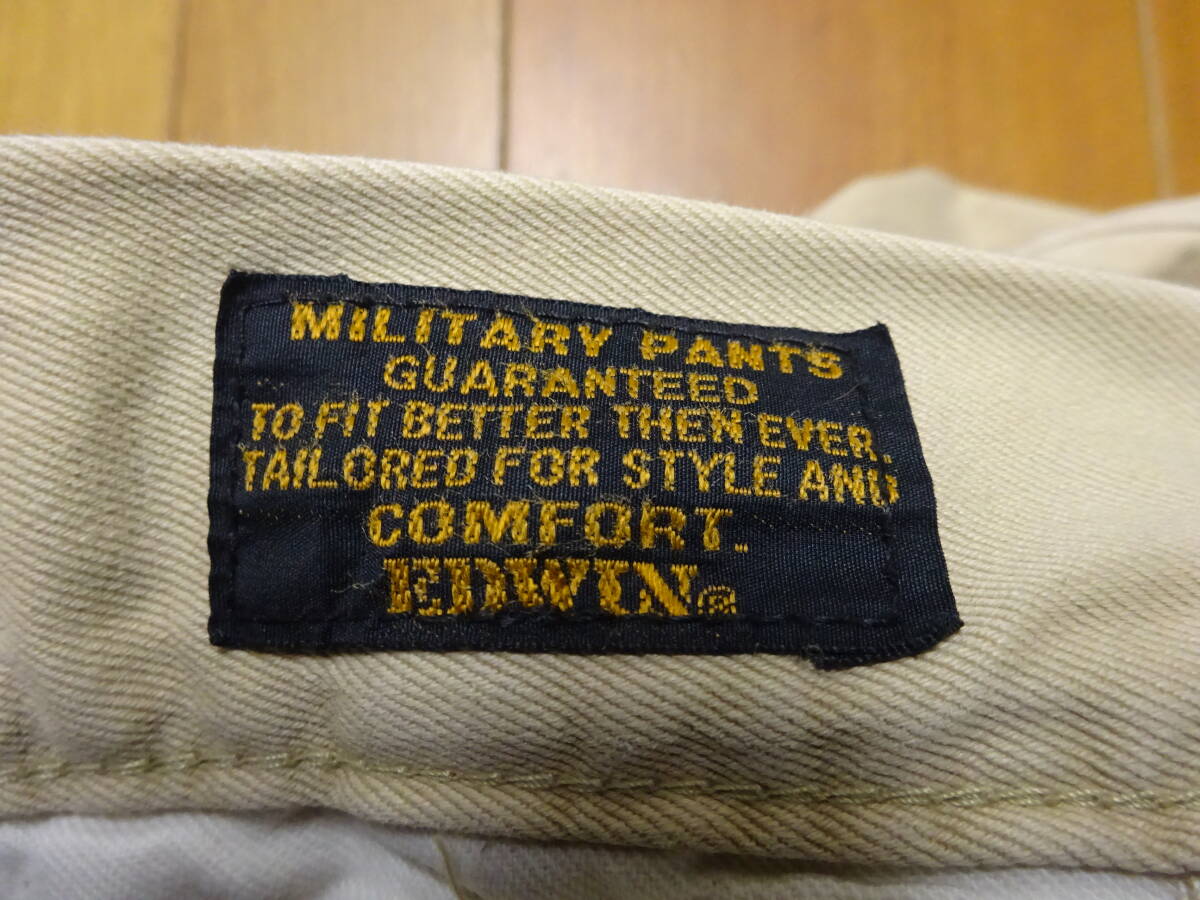 MILITARY PANTS
GUARANTEED
TO FIT BETTER THEN EVER.
TAILORED FOR STYLE AND
COMFORT.
EDWIN®